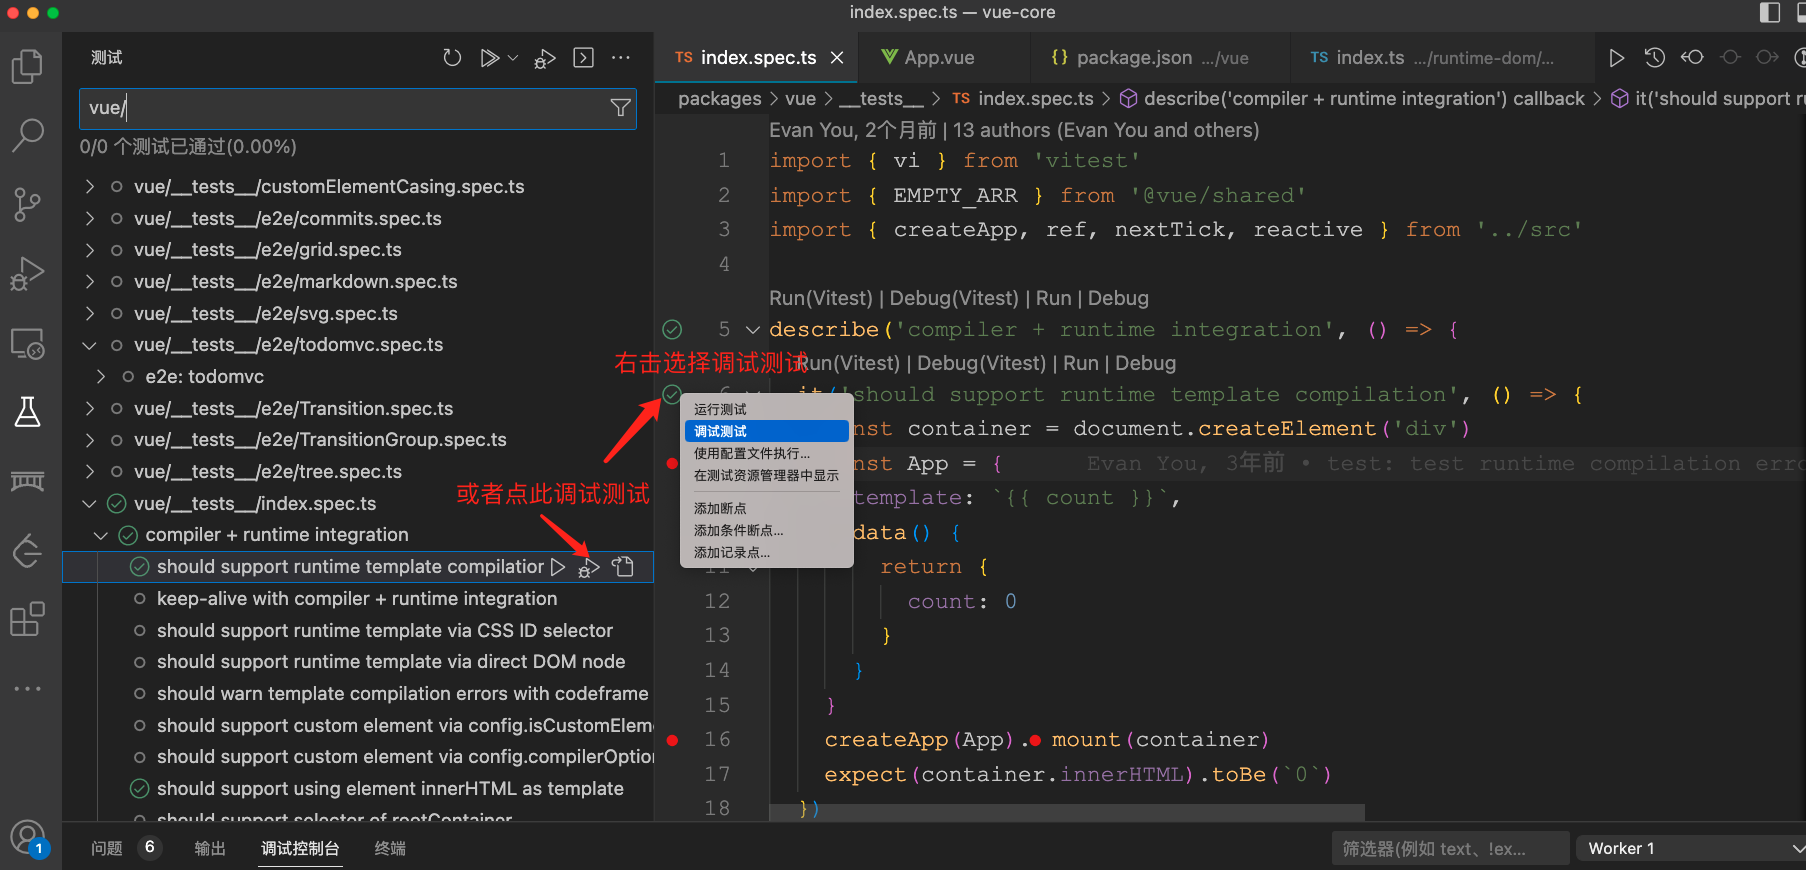 index.spec.ts — vue-core
测试
vue/
0/0 个测试已通过(0.00%)
vue/__tests__/customElementCasing.spec.ts
vue/__tests__/e2e/commits.spec.ts
vue/__tests__/e2e/grid.spec.ts
vue/__tests__/e2e/markdown.spec.ts
vue/__tests__/e2e/svg.spec.ts
vue/__tests__/e2e/todomvc.spec.ts
e2e: todomvc
vue/__tests__/e2e/Transition.spec.ts
vue/__tests__/e2e/TransitionGroup.spec.ts
vue/__tests__/e2e/tree.spec.ts
vue/__tests__/index.spec.ts
compiler + runtime integration
should support runtime template compilation
keep-alive with compiler + runtime integration
should support runtime template via CSS ID selector
should support runtime template via direct DOM node
should warn template compilation errors with codeframe
should support custom element via config.isCustomElem
should support custom element via config.compilerOption
should support using element innerHTML as template
should support selector of rootContainer
1
TS index.spec.ts
App.vue
{} package.json .../vue
TS index.ts .../runtime-dom/...
packages > vue > __tests__ > TS index.spec.ts > describe('compiler + runtime integration') callback > it('should support ru
Evan You, 2个月前 | 13 authors (Evan You and others)
1 import { vi } from 'vitest'
2 import { EMPTY_ARR } from '@vue/shared'
3 import { createApp, ref, nextTick, reactive } from '../src'
4
Run(Vitest) | Debug(Vitest) | Run | Debug
5 describe('compiler + runtime integration', () => {
右击选择调试测试
Run(Vitest) | Debug(Vitest) | Run | Debug
6 it('should support runtime template compilation', () => {
nst container = document.createElement('div')
nst App = { Evan You, 3年前 • test: test runtime compilation erro
template: `{{ count }}`,
data() {
11 return {
12 count: 0
13 }
14 }
15 }
16 createApp(App).mount(container)
17 expect(container.innerHTML).toBe(`0`)
18 })
运行测试
调试测试
使用配置文件执行...
在测试资源管理器中显示
添加断点
添加条件断点...
添加记录点...
或者点此调试测试
问题 6
输出
调试控制台
终端
筛选器(例如 text、!ex...
Worker 1